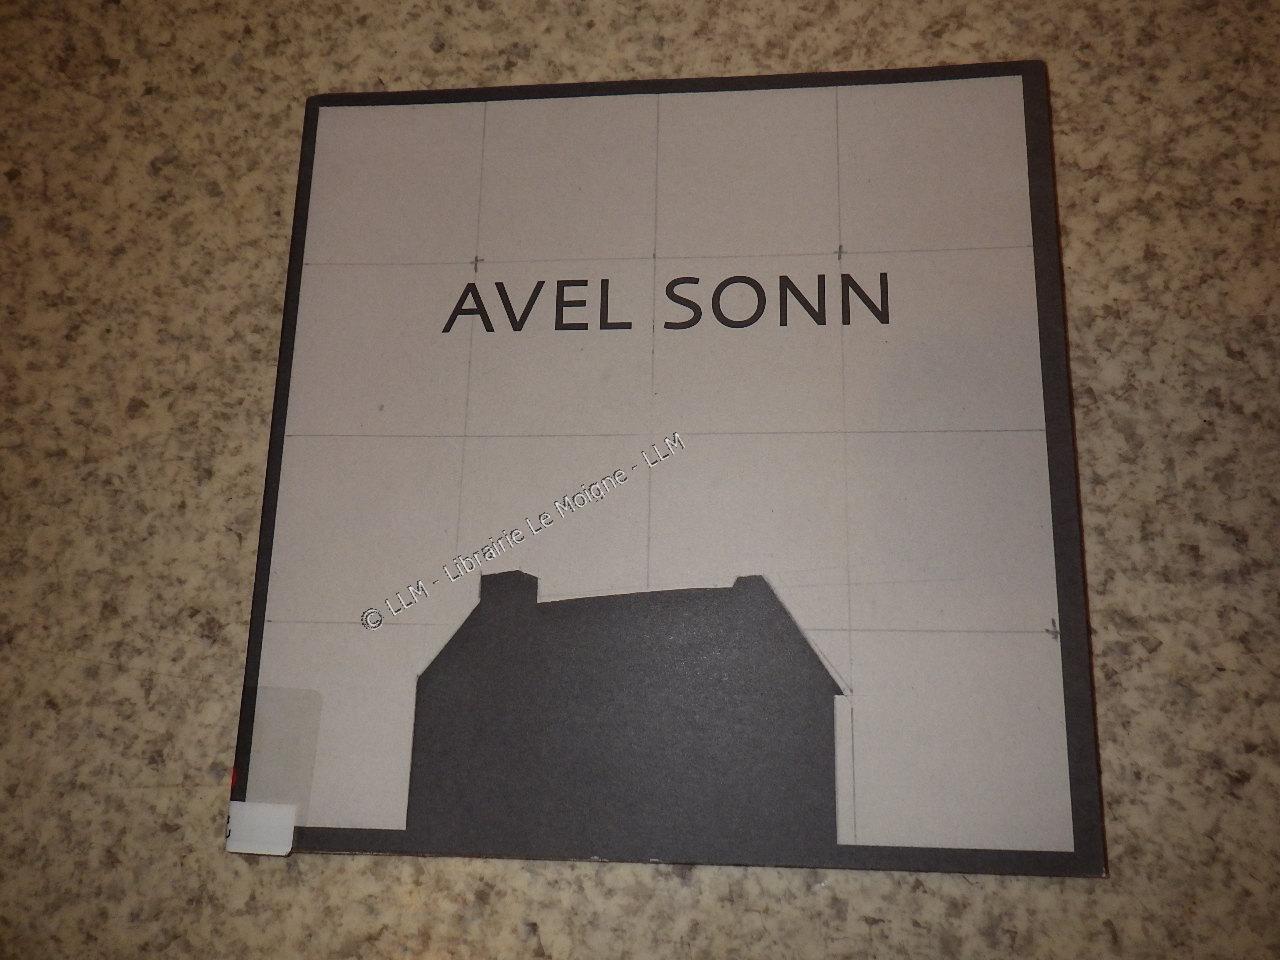 AVEL SONN
© LLM - Librairie Le Moigne - LLM